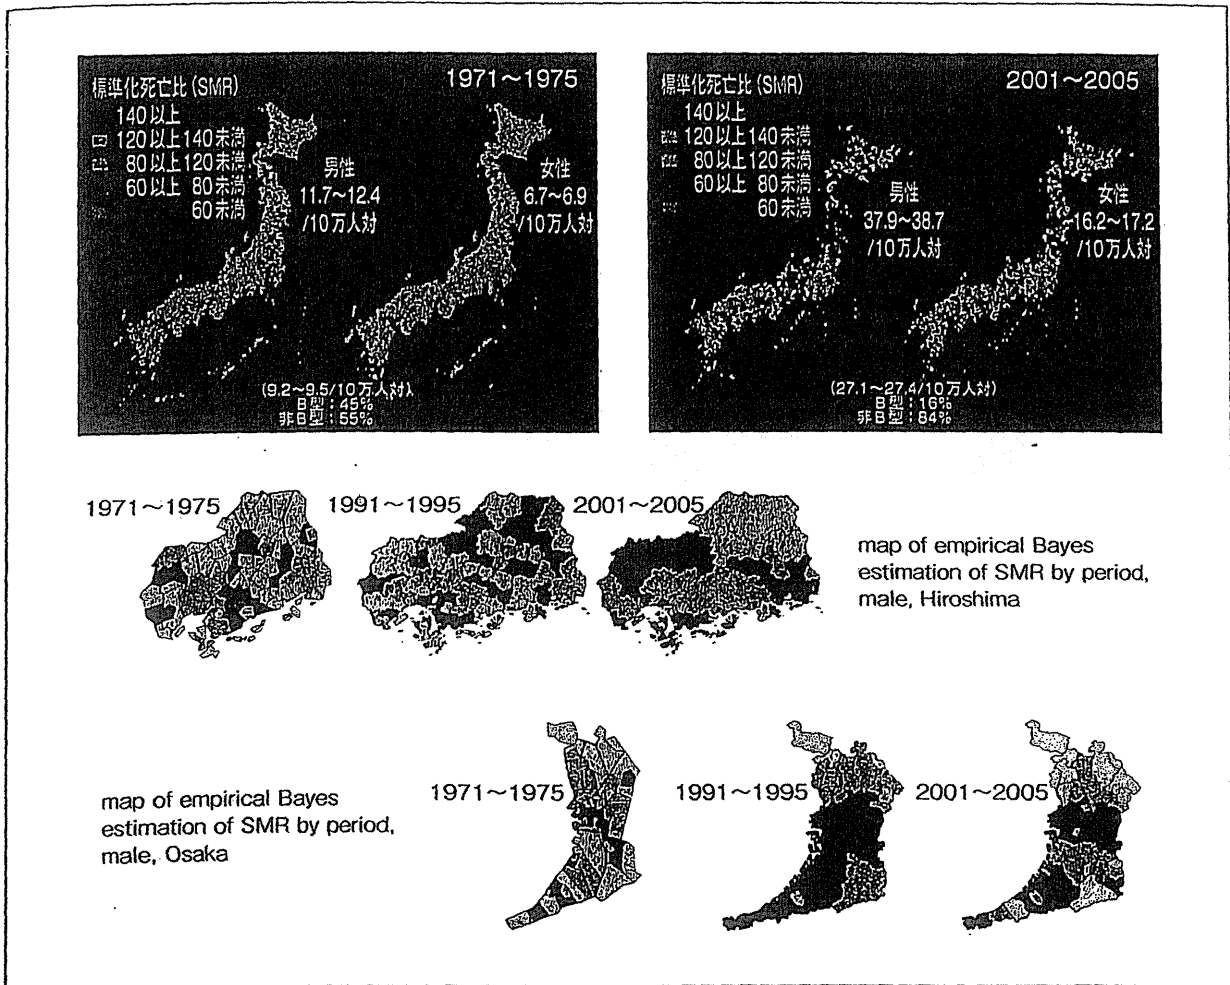 標準化死亡比(SMR)
1971～1975
140以上
120以上140未満
80以上120未満
60以上 80未満
60未満
男性
11.7～12.4
/10万人対
女性
6.7～6.9
/10万人対
(9.2～9.5/10万人対)
B型：45%
非B型：55%
標準化死亡比(SMR)
2001～2005
140以上
120以上140未満
80以上120未満
60以上 80未満
60未満
男性
37.9～38.7
/10万人対
女性
16.2～17.2
/10万人対
(27.1～27.4/10万人対)
B型：16%
非B型：84%
1971～1975
1991～1995
2001～2005
map of empirical Bayes
estimation of SMR by period,
male, Hiroshima
map of empirical Bayes
estimation of SMR by period,
male, Osaka
1971～1975
1991～1995
2001～2005